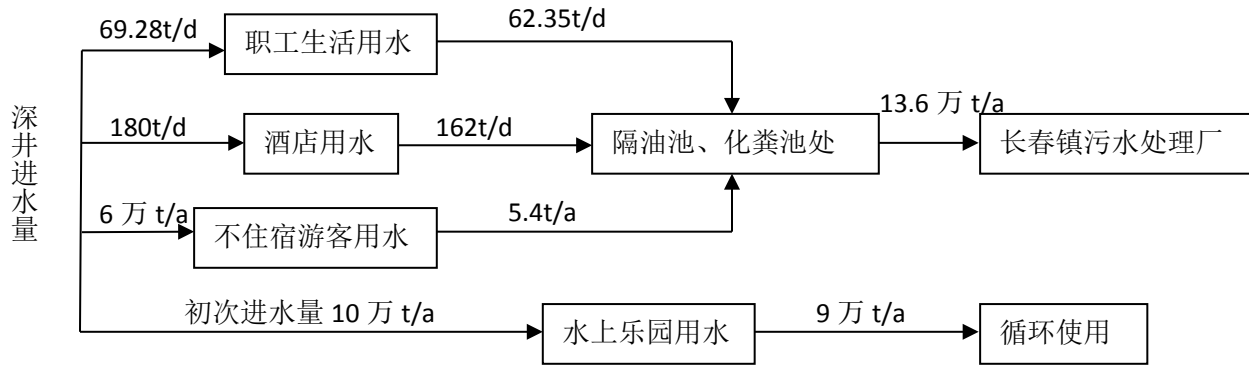 69.28t/d
职工生活用水
62.35t/d
深井进水量
180t/d
酒店用水
162t/d
隔油池、化粪池处
13.6 万 t/a
长春镇污水处理厂
6 万 t/a
不住宿游客用水
5.4t/a
初次进水量 10 万 t/a
水上乐园用水
9 万 t/a
循环使用